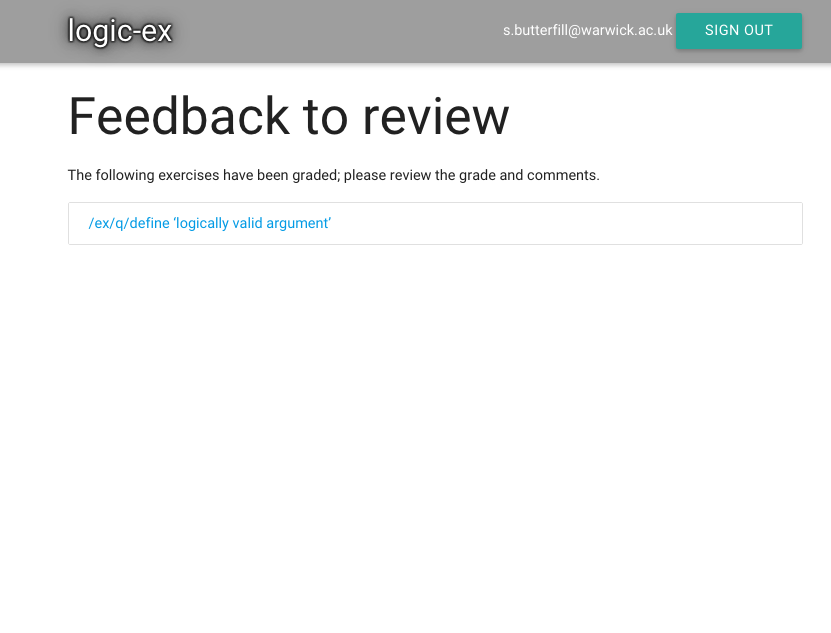 logic-ex
s.butterfill@warwick.ac.uk SIGN OUT
Feedback to review
The following exercises have been graded; please review the grade and comments.
/ex/q/define ‘logically valid argument’